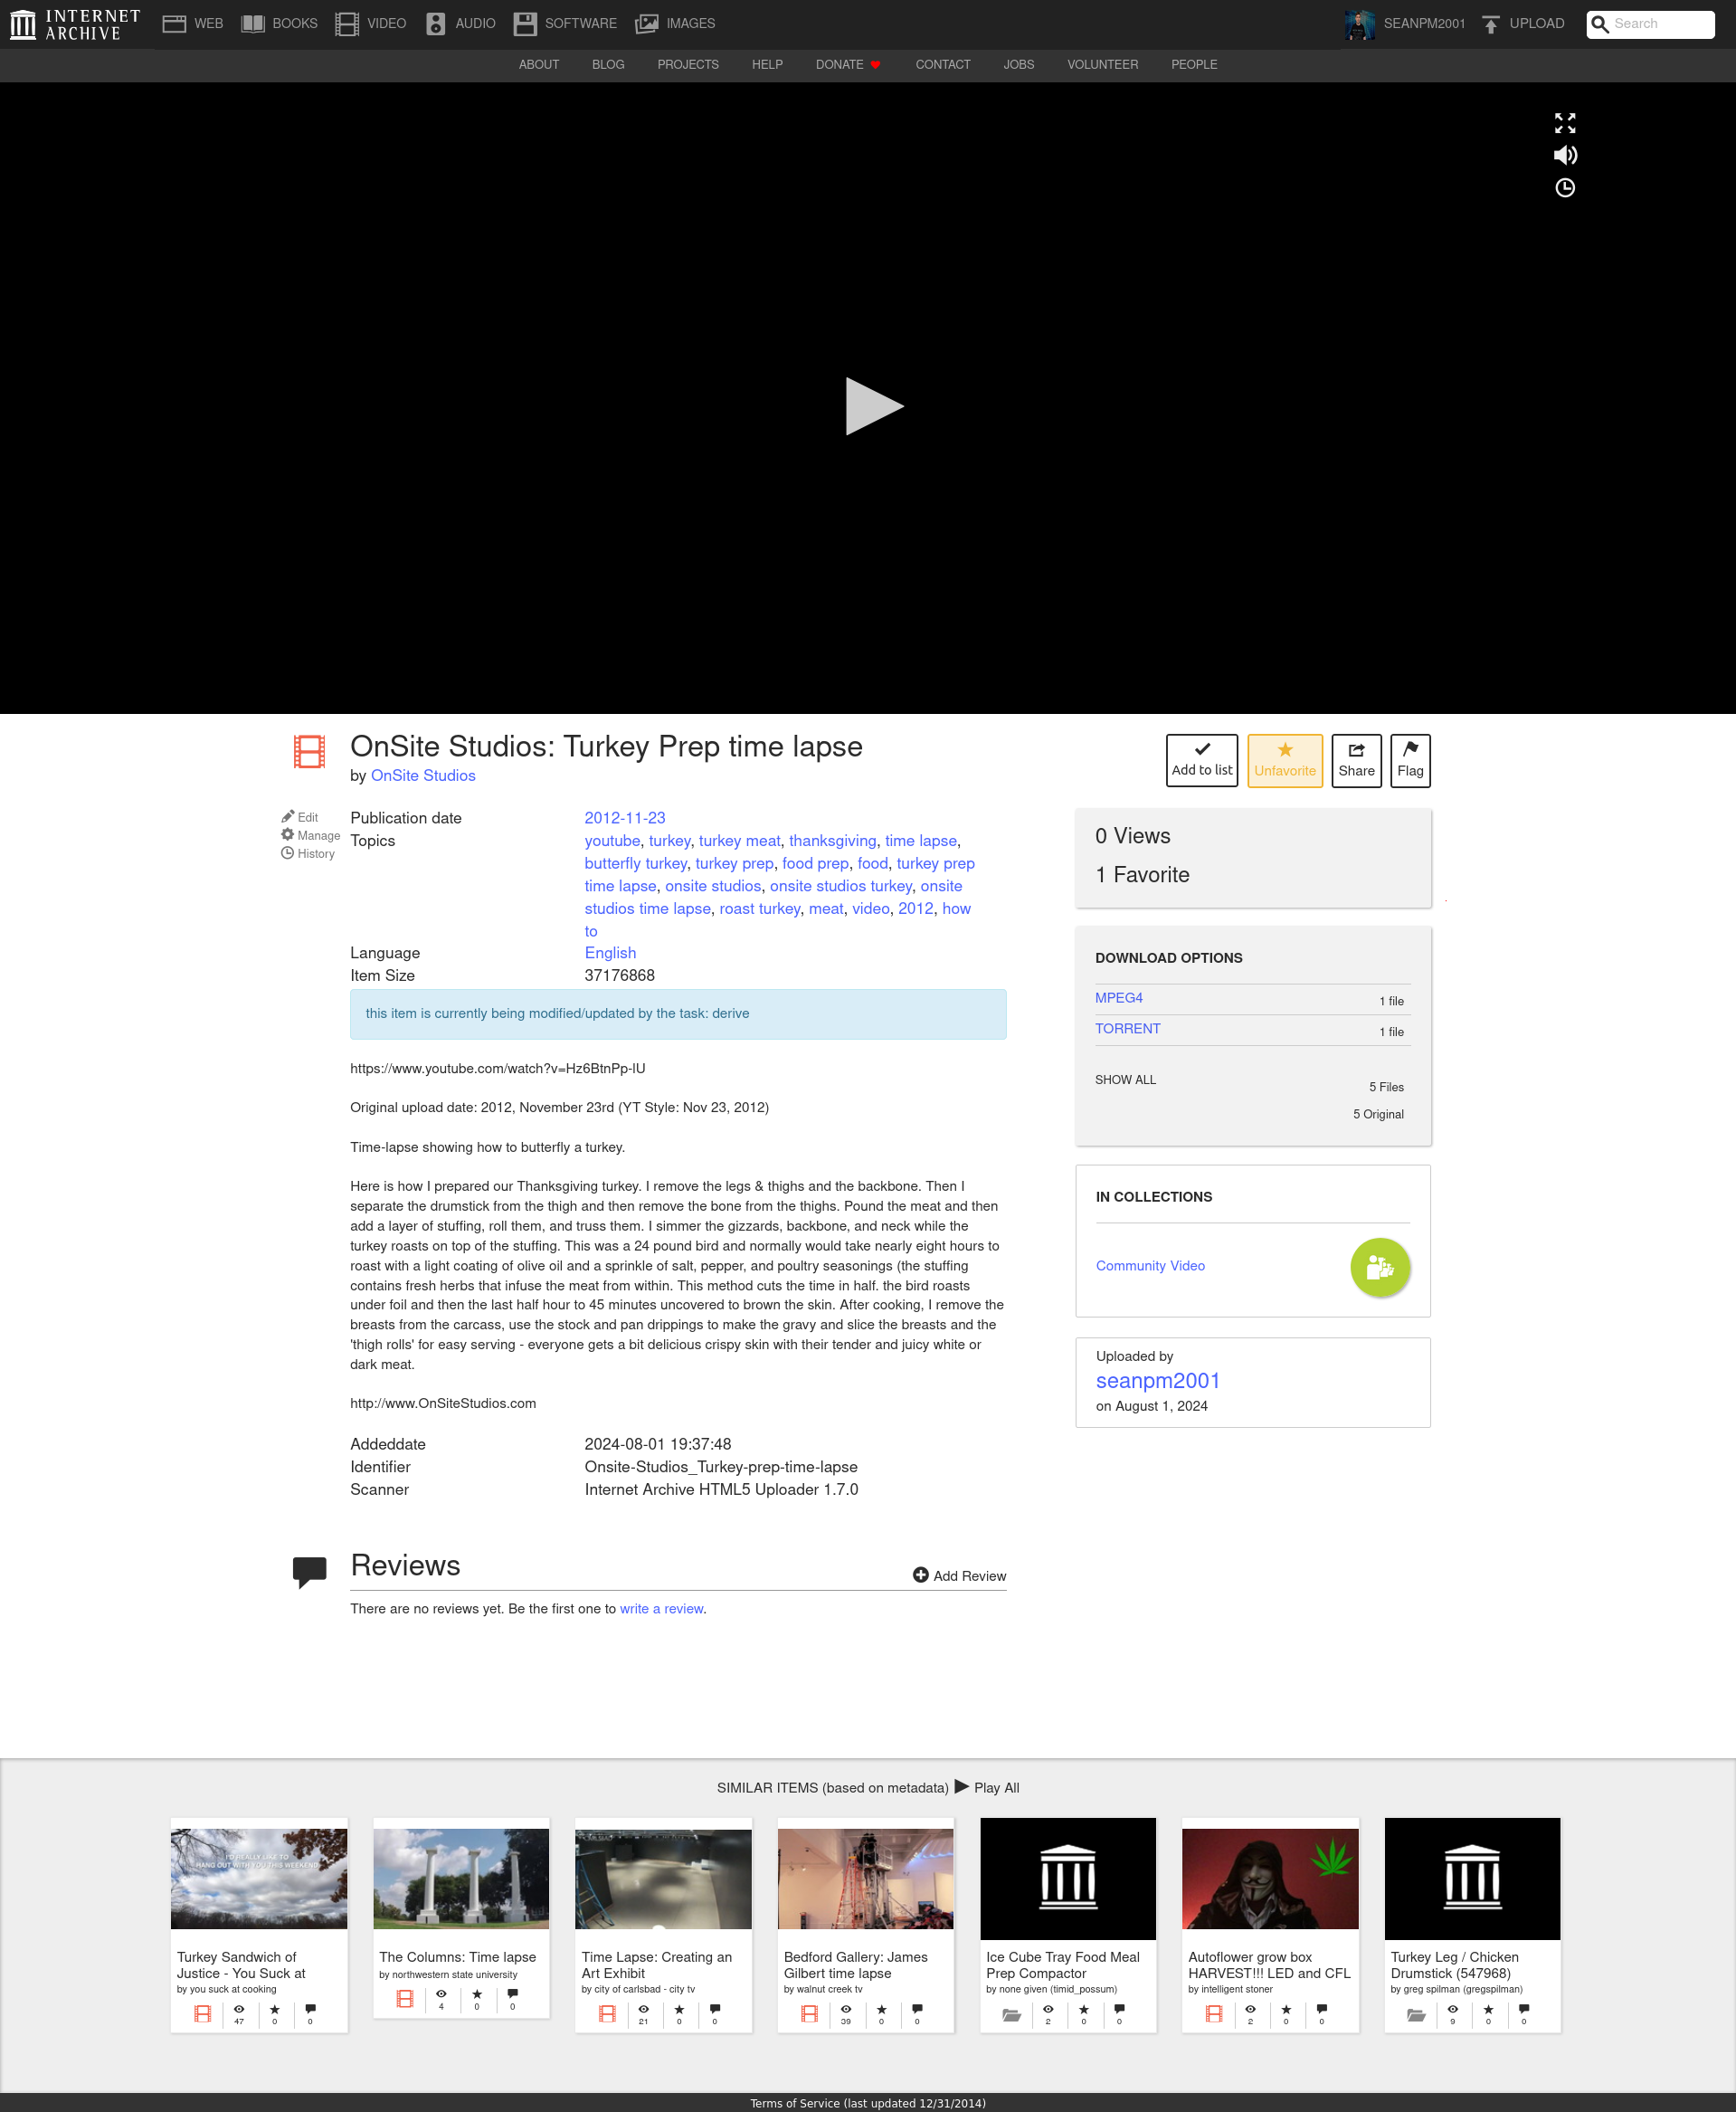 INTERNET
ARCHIVE
WEB
BOOKS
VIDEO
AUDIO
SOFTWARE
IMAGES
SEANPM2001
UPLOAD
Search
ABOUT
BLOG
PROJECTS
HELP
DONATE
CONTACT
JOBS
VOLUNTEER
PEOPLE
OnSite Studios: Turkey Prep time lapse
by OnSite Studios
Add to list
Unfavorite
Share
Flag
Edit
Manage
History
Publication date 2012-11-23
Topics youtube, turkey, turkey meat, thanksgiving, time lapse,
butterfly turkey, turkey prep, food prep, food, turkey prep
time lapse, onsite studios, onsite studios turkey, onsite
studios time lapse, roast turkey, meat, video, 2012, how
to
Language English
Item Size 37176868
this item is currently being modified/updated by the task: derive
https://www.youtube.com/watch?v=Hz6BtnPp-lU
Original upload date: 2012, November 23rd (YT Style: Nov 23, 2012)
Time-lapse showing how to butterfly a turkey.
Here is how I prepared our Thanksgiving turkey. I remove the legs & thighs and the backbone. Then I
separate the drumstick from the thigh and then remove the bone from the thighs. Pound the meat and then
add a layer of stuffing, roll them, and truss them. I simmer the gizzards, backbone, and neck while the
turkey roasts on top of the stuffing. This was a 24 pound bird and normally would take nearly eight hours to
roast with a light coating of olive oil and a sprinkle of salt, pepper, and poultry seasonings (the stuffing
contains fresh herbs that infuse the meat from within. This method cuts the time in half. the bird roasts
under foil and then the last half hour to 45 minutes uncovered to brown the skin. After cooking, I remove the
breasts from the carcass, use the stock and pan drippings to make the gravy and slice the breasts and the
'thigh rolls' for easy serving - everyone gets a bit delicious crispy skin with their tender and juicy white or
dark meat.
http://www.OnSiteStudios.com
Addeddate 2024-08-01 19:37:48
Identifier Onsite-Studios_Turkey-prep-time-lapse
Scanner Internet Archive HTML5 Uploader 1.7.0
0 Views
1 Favorite
DOWNLOAD OPTIONS
MPEG4 1 file
TORRENT 1 file
SHOW ALL 5 Files
5 Original
IN COLLECTIONS
Community Video
Uploaded by
seanpm2001
on August 1, 2024
Reviews
Add Review
There are no reviews yet. Be the first one to write a review.
SIMILAR ITEMS (based on metadata) Play All
I'D REALLY LIKE TO
HANG OUT WITH YOU THIS WEEKEND
Turkey Sandwich of
Justice - You Suck at
by you suck at cooking
47 0 0
The Columns: Time lapse
by northwestern state university
4 0 0
Time Lapse: Creating an
Art Exhibit
by city of carlsbad - city tv
21 0 0
Bedford Gallery: James
Gilbert time lapse
by walnut creek tv
39 0 0
Ice Cube Tray Food Meal
Prep Compactor
by none given (timid_possum)
2 0 0
Autoflower grow box
HARVEST!!! LED and CFL
by intelligent stoner
2 0 0
Turkey Leg / Chicken
Drumstick (547968)
by greg spilman (gregspilman)
9 0 0
Terms of Service (last updated 12/31/2014)